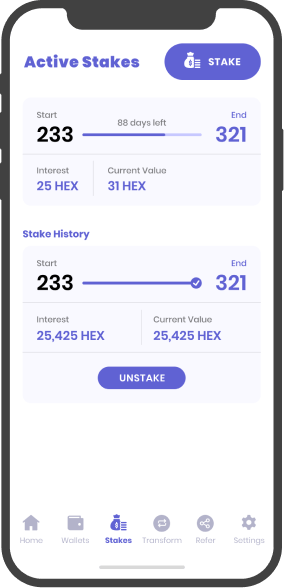 Active Stakes
STAKE
Start
88 days left
End
233
321
Interest
Current Value
25 HEX
31 HEX
Stake History
Start
End
233
321
Interest
Current Value
25,425 HEX
25,425 HEX
UNSTAKE
Home
Wallets
Stakes
Transform
Refer
Settings